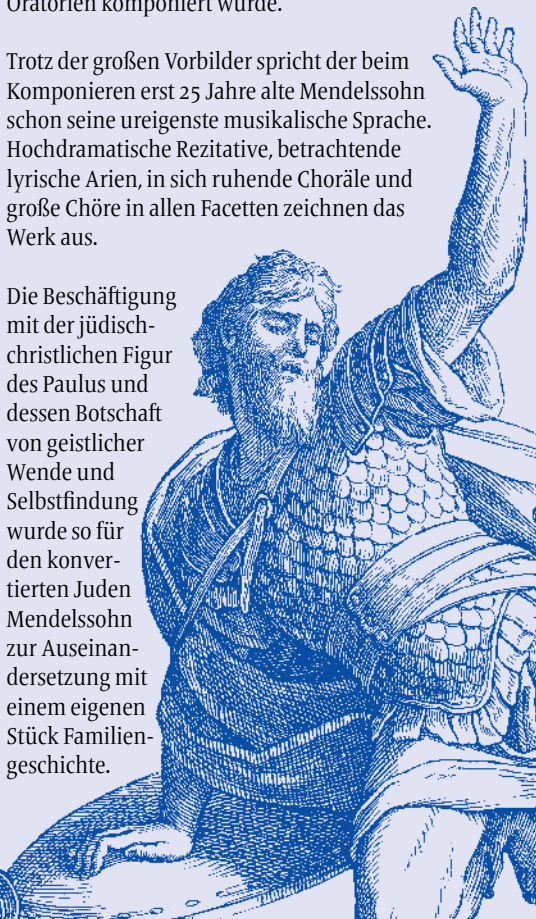 Oratorien komponiert wurde.
Trotz der großen Vorbilder spricht der beim
Komponieren erst 25 Jahre alte Mendelssohn
schon seine ureigenste musikalische Sprache.
Hochdramatische Rezitative, betrachtende
lyrische Arien, in sich ruhende Choräle und
große Chöre in allen Facetten zeichnen das
Werk aus.
Die Beschäftigung
mit der jüdisch-
christlichen Figur
des Paulus und
dessen Botschaft
von geistlicher
Wende und
Selbstfindung
wurde so für
den konver-
tierten Juden
Mendelssohn
zur Auseinan-
dersetzung mit
einem eigenen
Stück Familien-
geschichte.